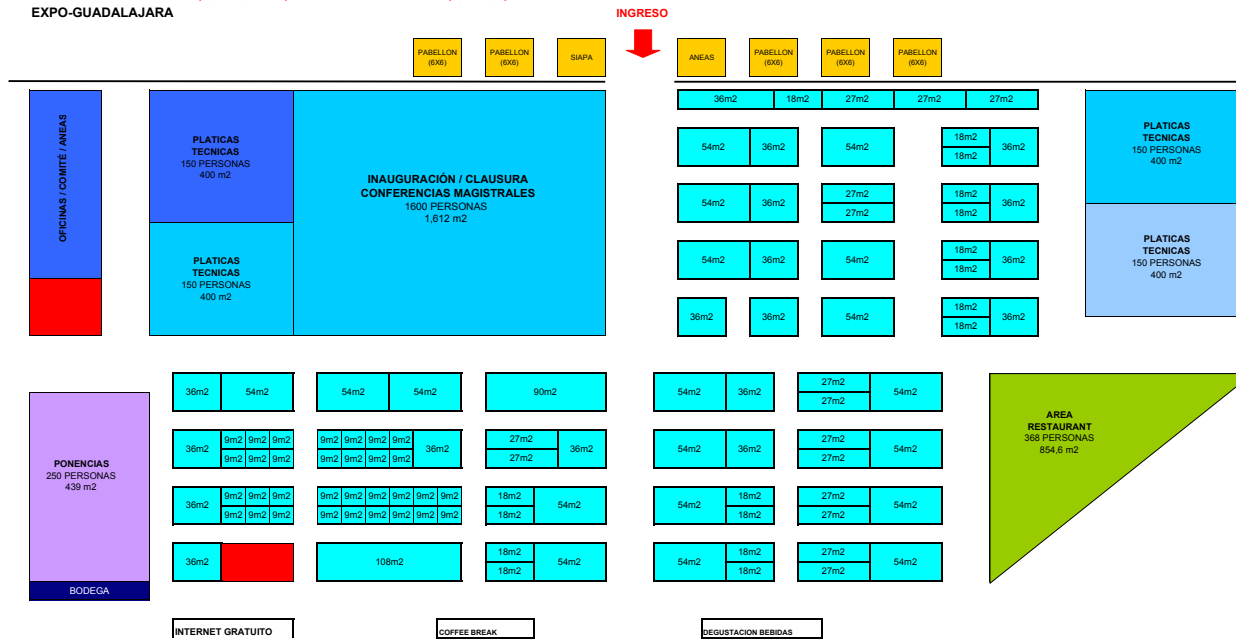 EXPO-GUADALAJARA
INGRESO
PABELLON
(6X6)
PABELLON
(6X6)
SIAPA
ANEAS
PABELLON
(6X6)
PABELLON
(6X6)
PABELLON
(6X6)
OFICINAS / COMITÉ / ANEAS
PLATICAS
TECNICAS
150 PERSONAS
400 m2
PLATICAS
TECNICAS
150 PERSONAS
400 m2
INAUGURACIÓN / CLAUSURA
CONFERENCIAS MAGISTRALES
1600 PERSONAS
1,612 m2
36m2 18m2 27m2 27m2 27m2
54m2 36m2 54m2 18m2 36m2
18m2
54m2 36m2 27m2 18m2 36m2
27m2 18m2
54m2 36m2 54m2 18m2 36m2
18m2
36m2 36m2 54m2 18m2 36m2
18m2
PLATICAS
TECNICAS
150 PERSONAS
400 m2
PLATICAS
TECNICAS
150 PERSONAS
400 m2
PONENCIAS
250 PERSONAS
439 m2
BODEGA
36m2 54m2 54m2 54m2 90m2 54m2 36m2 27m2 54m2
27m2
36m2 9m2 9m2 9m2 9m2 9m2 9m2 9m2 36m2 27m2 36m2 54m2 36m2 27m2 54m2
9m2 9m2 9m2 9m2 9m2 9m2 9m2 27m2 27m2
36m2 9m2 9m2 9m2 9m2 9m2 9m2 9m2 9m2 9m2 18m2 54m2 54m2 18m2 27m2 54m2
9m2 9m2 9m2 9m2 9m2 9m2 9m2 9m2 9m2 18m2 18m2 27m2
36m2 108m2 18m2 54m2 54m2 18m2 27m2 54m2
18m2 18m2 27m2
AREA
RESTAURANT
368 PERSONAS
854,6 m2
INTERNET GRATUITO
COFFEE BREAK
DEGUSTACION BEBIDAS